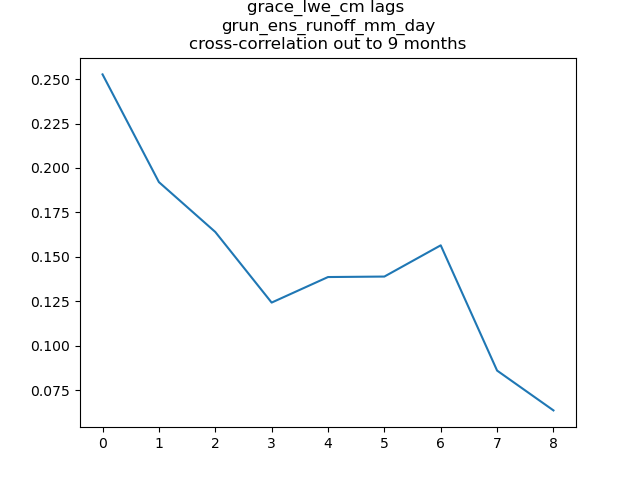 grace_lwe_cm lags
grun_ens_runoff_mm_day
cross-correlation out to 9 months
0.250
0.225
0.200
0.175
0.150
0.125
0.100
0.075
0 1 2 3 4 5 6 7 8